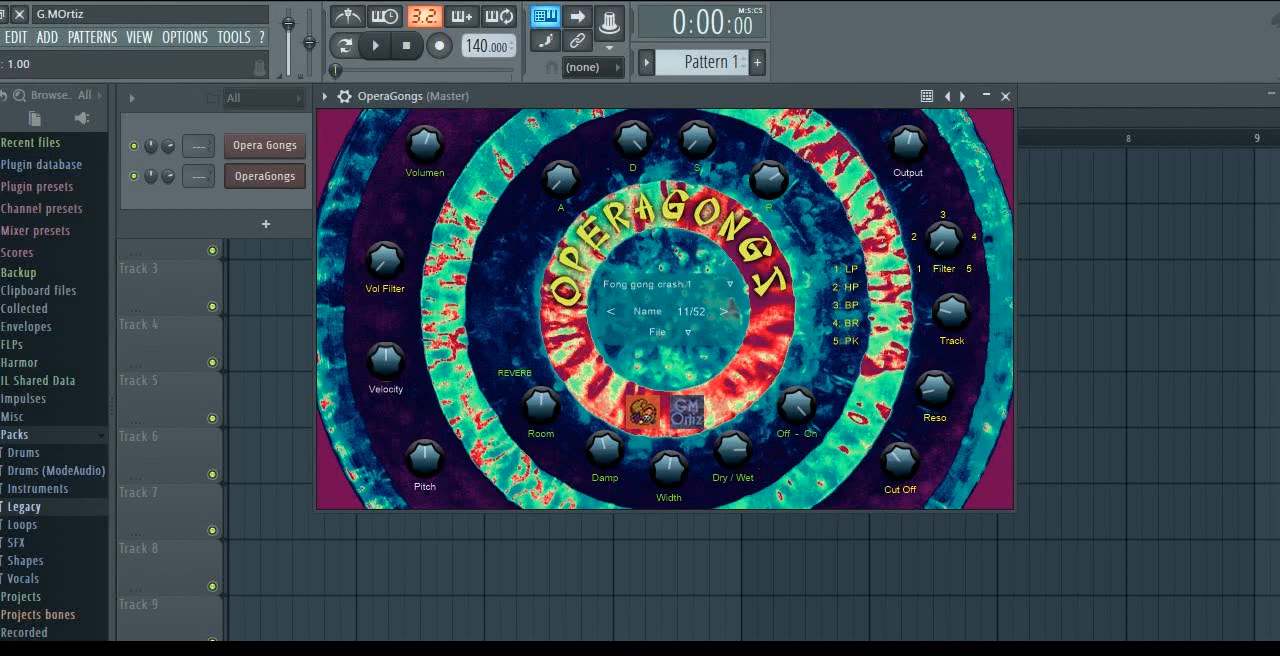 G.MOrtiz
EDIT ADD PATTERNS VIEW OPTIONS TOOLS ?
: 1.00
3.2.
140.000
(none)
M:S:CS
0:00:00
Pattern 1
Browse.. All
All
Recent files
Plugin database
Plugin presets
Channel presets
Mixer presets
Scores
Backup
Clipboard files
Collected
Envelopes
FLPs
Harmor
IL Shared Data
Impulses
Misc
Packs
Drums
Drums (ModeAudio)
Instruments
Legacy
Loops
SFX
Shapes
Vocals
Projects
Projects bones
Recorded
--- Opera Gongs
--- OperaGongs
+
Track 3
Track 4
Track 5
Track 6
Track 7
Track 8
Track 9
8 9
OperaGongs (Master)
Volumen
A
D
S
R
Output
OPERAGONGS
Vol Filter
Velocity
Pitch
Fong gong crash 1
< Name 11/52 >
File
1: LP
2: HP
3: BP
4: BR
5: PK
3
2 4
1 Filter 5
Track
Reso
Cut Off
REVERB
Room
Damp
Width
Dry / Wet
Off - On
GM
Ortiz